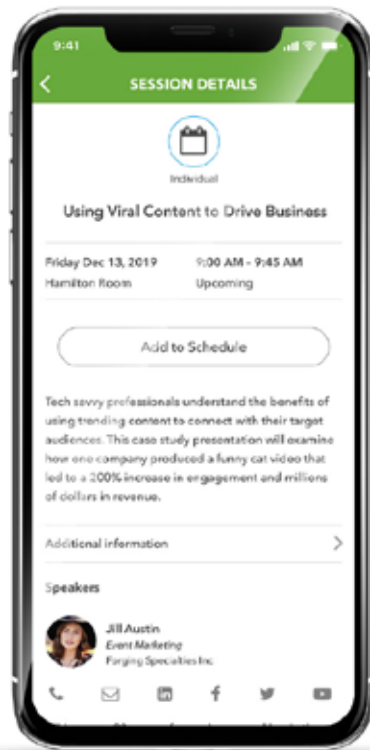 9:41
SESSION DETAILS
Individual
Using Viral Content to Drive Business
Friday Dec 13, 2019
9:00 AM - 9:45 AM
Hamilton Room
Upcoming
Add to Schedule
Tech savvy professionals understand the benefits of
using trending content to connect with their target
audiences. This case study presentation will examine
how one company produced a funny cat video that
led to a 200% increase in engagement and millions
of dollars in revenue.
Additional information
Speakers
Jill Austin
Event Marketing
Forging Specialties Inc